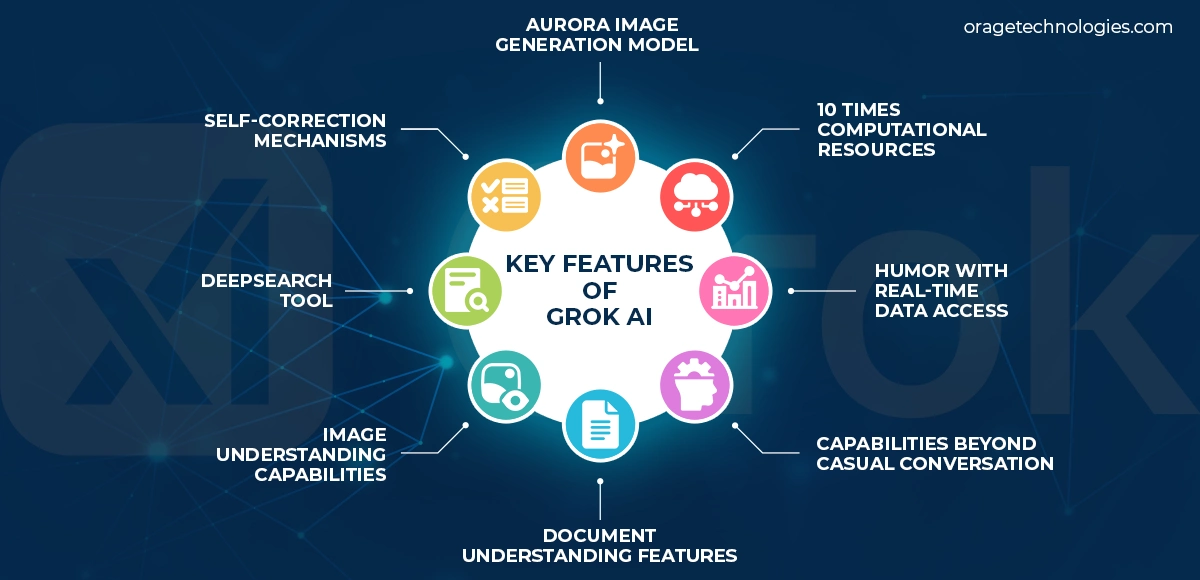 AURORA IMAGE
GENERATION MODEL
oragetechnologies.com
SELF-CORRECTION
MECHANISMS
10 TIMES
COMPUTATIONAL
RESOURCES
DEEPSEARCH
TOOL
KEY FEATURES
OF
GROK AI
HUMOR WITH
REAL-TIME
DATA ACCESS
IMAGE
UNDERSTANDING
CAPABILITIES
CAPABILITIES BEYOND
CASUAL CONVERSATION
DOCUMENT
UNDERSTANDING FEATURES